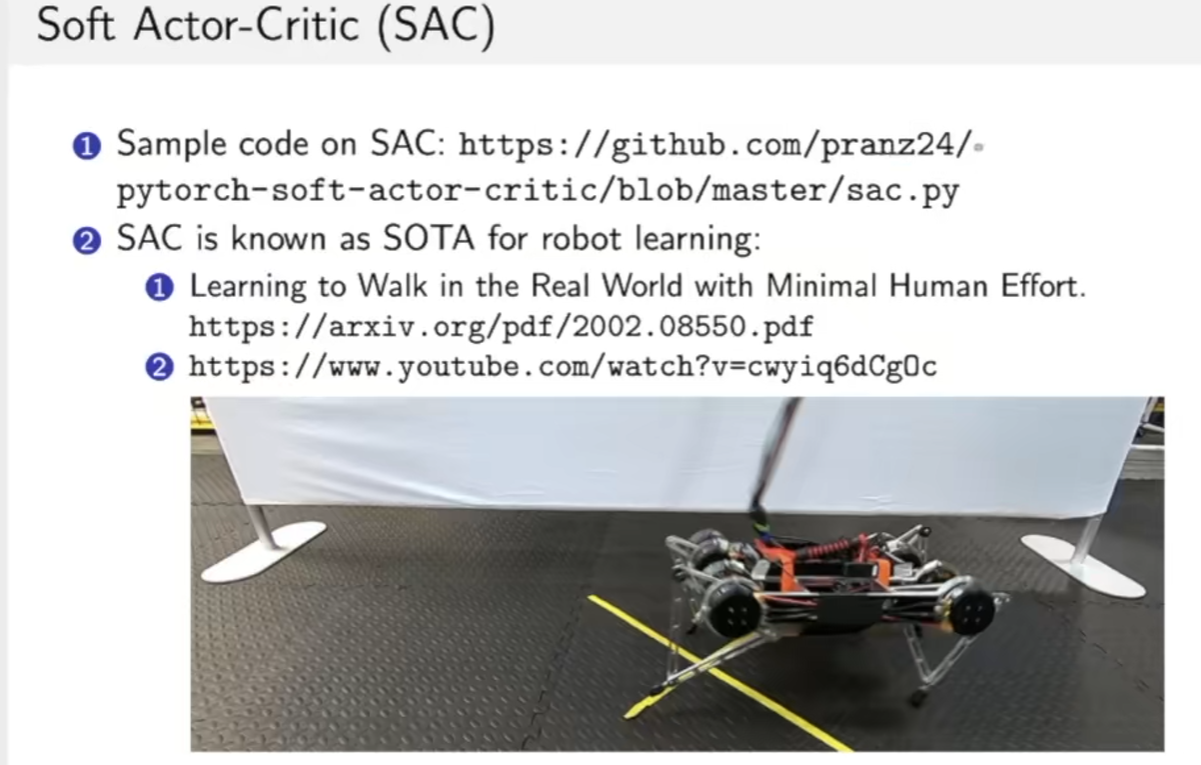 Soft Actor-Critic (SAC)
1 Sample code on SAC: https://github.com/pranz24/
pytorch-soft-actor-critic/blob/master/sac.py
2 SAC is known as SOTA for robot learning:
1 Learning to Walk in the Real World with Minimal Human Effort.
https://arxiv.org/pdf/2002.08550.pdf
2 https://www.youtube.com/watch?v=cwyiq6dCg0c